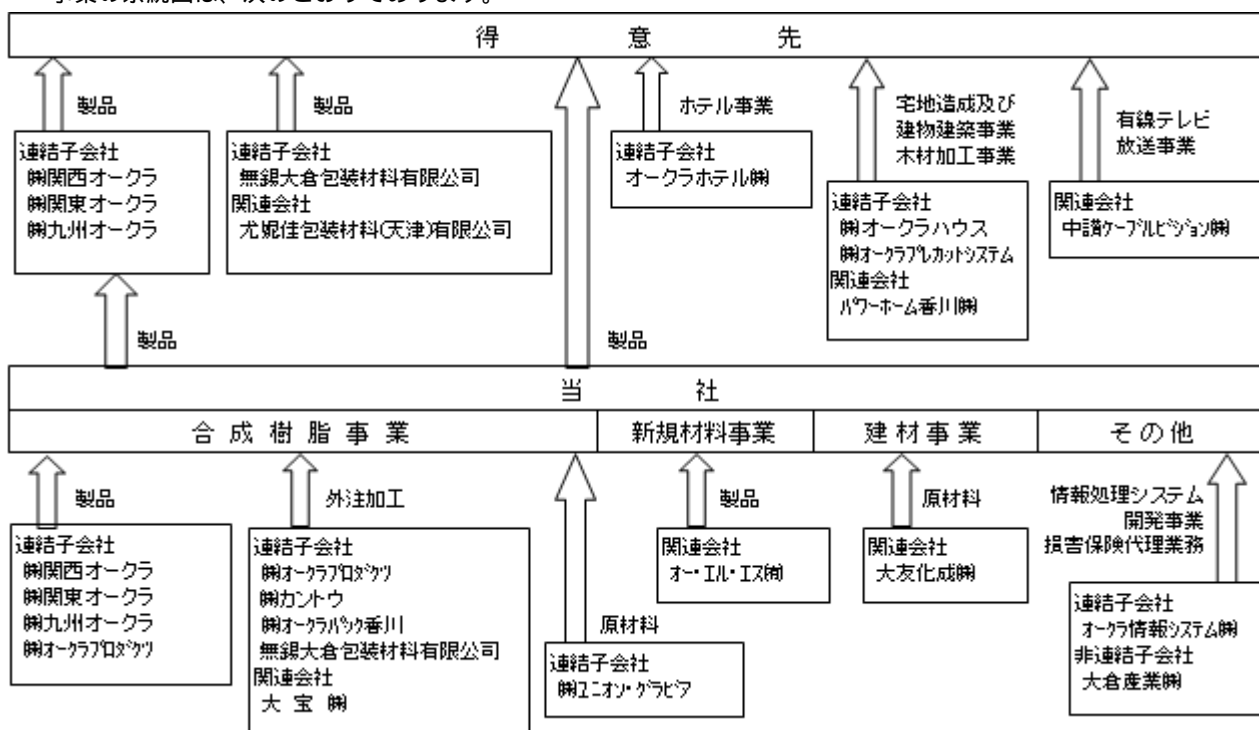 事業の系統図は、次のとおりであります。
得意先
製品
連結子会社
㈱関西オークラ
㈱関東オークラ
㈱九州オークラ
製品
連結子会社
無錫大倉包装材料有限公司
関連会社
尤妮佳包装材料(天津)有限公司
ホテル事業
連結子会社
オークラホテル㈱
宅地造成及び
建物建築事業
木材加工事業
連結子会社
㈱オークラハウス
㈱オークラプレカットシステム
関連会社
パワーホーム香川㈱
有線テレビ
放送事業
関連会社
中讃ケーブルビジョン㈱
製品
製品
当社
合成樹脂事業
新規材料事業
建材事業
その他
製品
連結子会社
㈱関西オークラ
㈱関東オークラ
㈱九州オークラ
㈱オークラプロダクツ
外注加工
連結子会社
㈱オークラプロダクツ
㈱カントウ
㈱オークラパック香川
無錫大倉包装材料有限公司
関連会社
大宝㈱
原材料
連結子会社
㈱ユニオン・グラビア
製品
関連会社
オー・エル・エス㈲
原材料
関連会社
大友化成㈱
情報処理システム
開発事業
損害保険代理業務
連結子会社
オークラ情報システム㈱
非連結子会社
大倉産業㈱